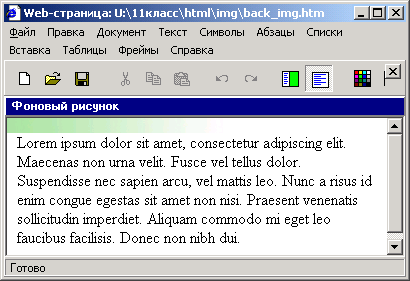 Web-страница: U:\11класс\html\img\back_img.htm
Файл Правка Документ Текст Символы Абзацы Списки
Вставка Таблицы Фреймы Справка
Фоновый рисунок
Lorem ipsum dolor sit amet, consectetur adipiscing elit.
Maecenas non urna velit. Fusce vel tellus dolor.
Suspendisse nec sapien arcu, vel mattis leo. Nunc a risus id
enim congue egestas sit amet non nisi. Praesent venenatis
sollicitudin imperdiet. Aliquam commodo mi eget leo
faucibus facilisis. Donec non nibh dui.
Готово